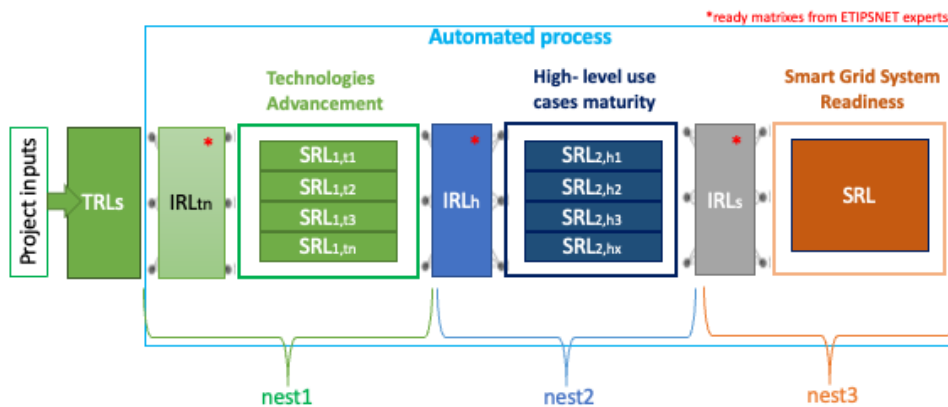 *ready matrixes from ETIPSNET experts
Automated process
Technologies
Advancement
High- level use
cases maturity
Smart Grid System
Readiness
Project inputs
TRLs
*
IRLtn
SRL1,t1
SRL1,t2
SRL1,t3
SRL1,tn
*
IRLh
SRL2,h1
SRL2,h2
SRL2,h3
SRL2,hx
*
IRLs
SRL
nest1
nest2
nest3